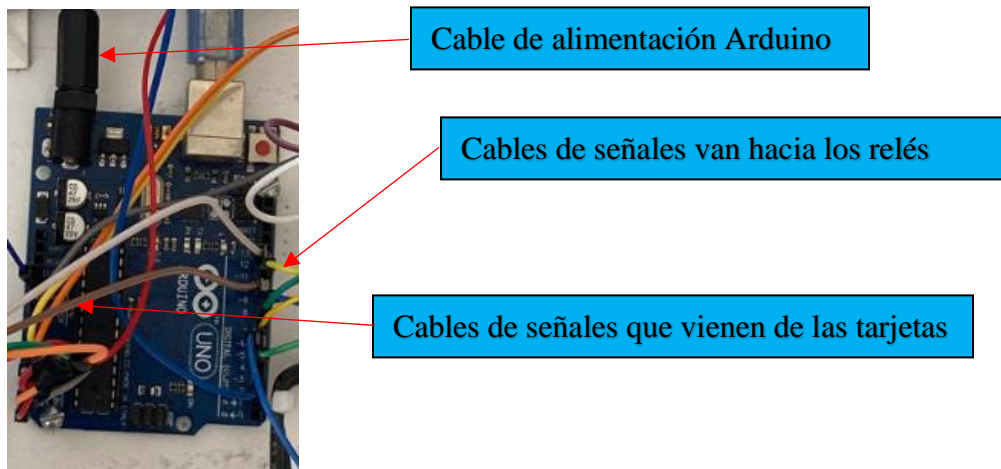 Cable de alimentación Arduino
Cables de señales van hacia los relés
Cables de señales que vienen de las tarjetas
UNO